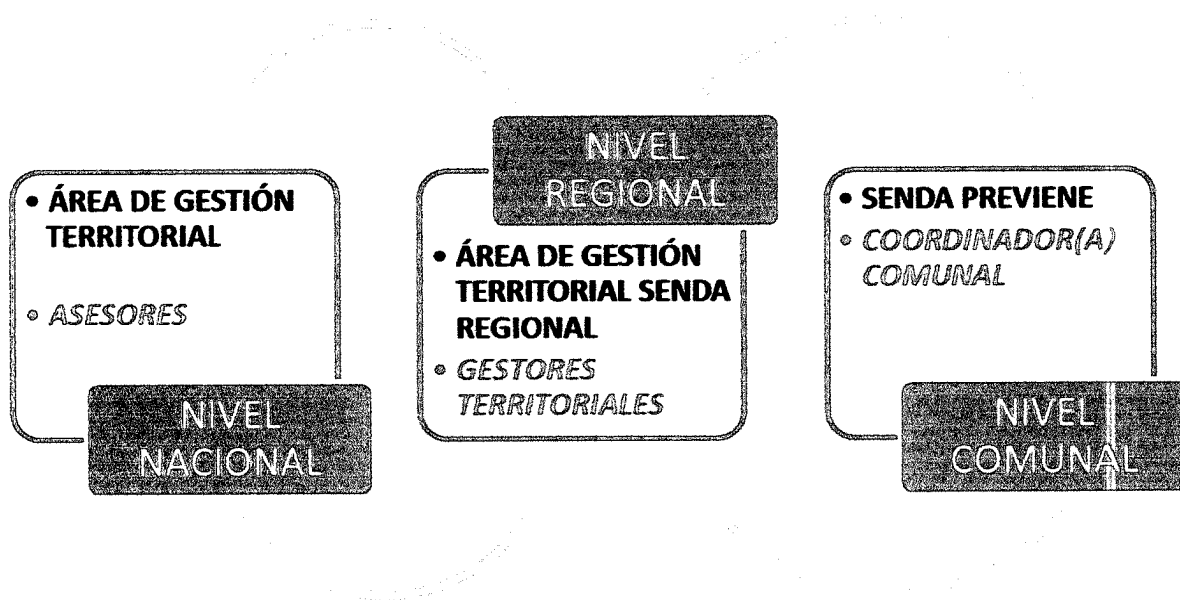 • ÁREA DE GESTIÓN
TERRITORIAL
• ASESORES
NIVEL
NACIONAL
NIVEL
REGIONAL
• ÁREA DE GESTIÓN
TERRITORIAL SENDA
REGIONAL
• GESTORES
TERRITORIALES
• SENDA PREVIENE
• COORDINADOR(A)
COMUNAL
NIVEL
COMUNAL